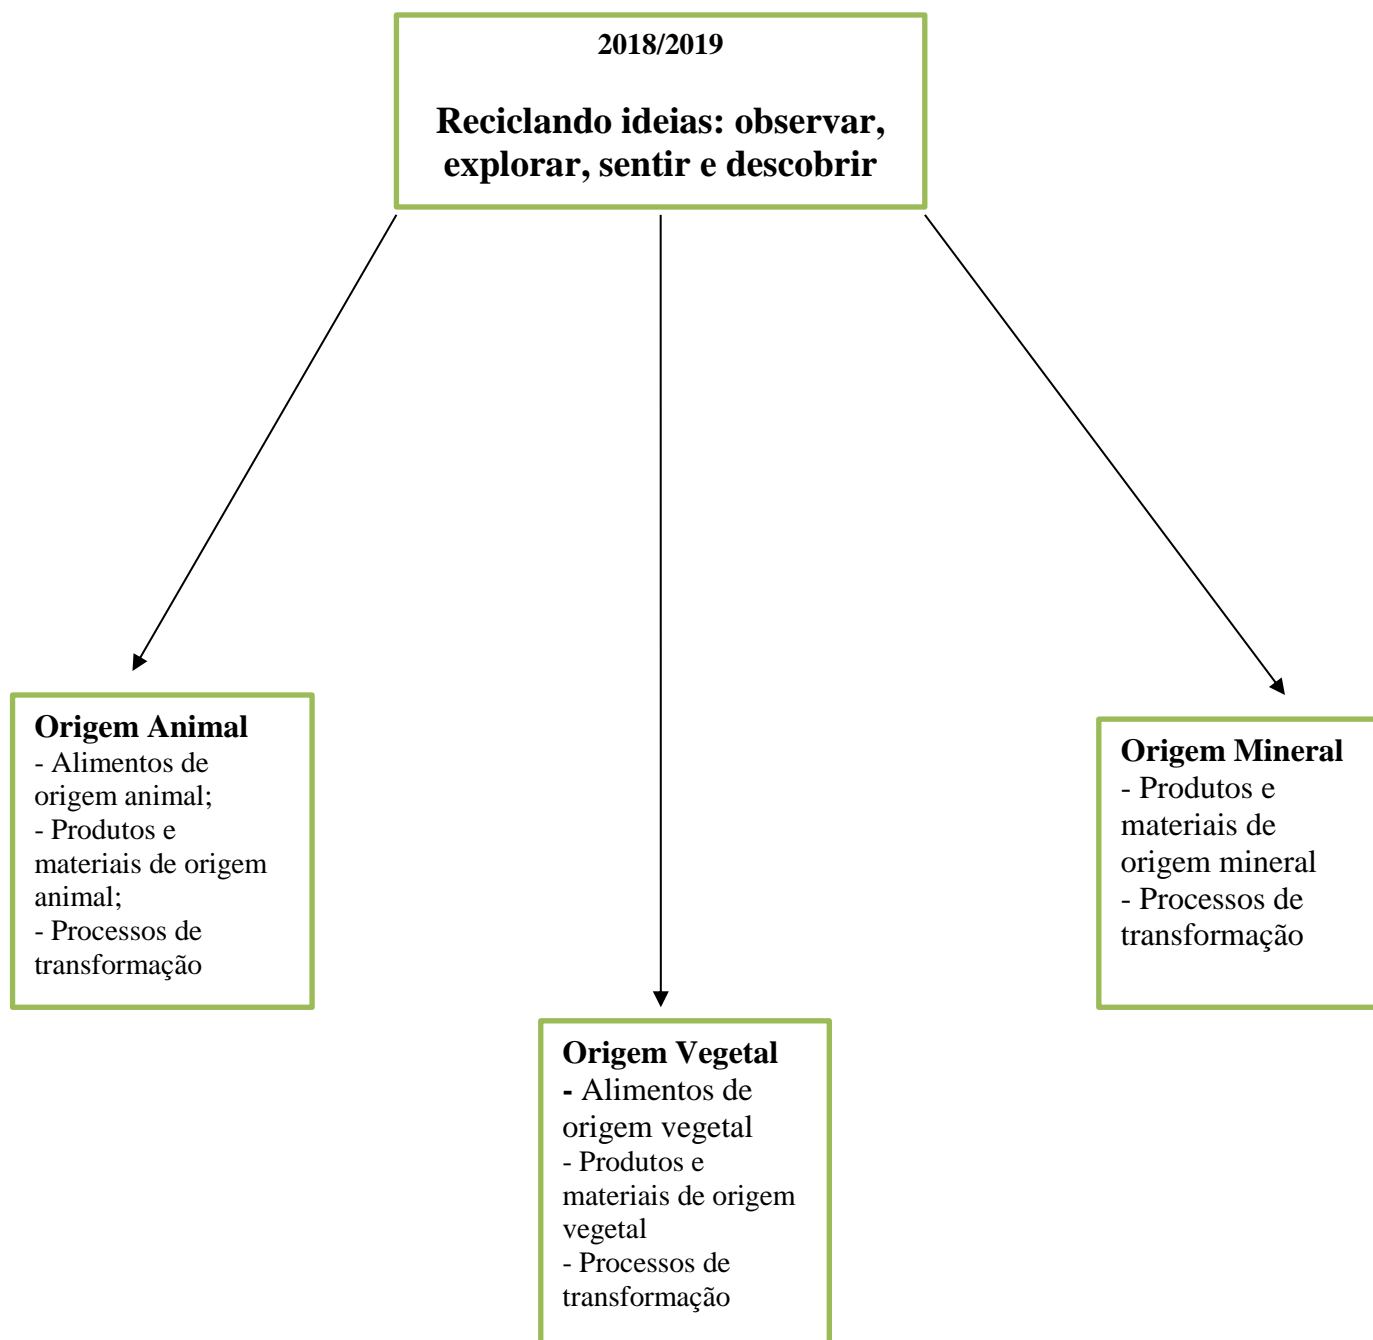 2018/2019
Reciclando ideias: observar,
explorar, sentir e descobrir
Origem Animal
- Alimentos de
origem animal;
- Produtos e
materiais de origem
animal;
- Processos de
transformação
Origem Mineral
- Produtos e
materiais de
origem mineral
- Processos de
transformação
Origem Vegetal
- Alimentos de
origem vegetal
- Produtos e
materiais de origem
vegetal
- Processos de
transformação